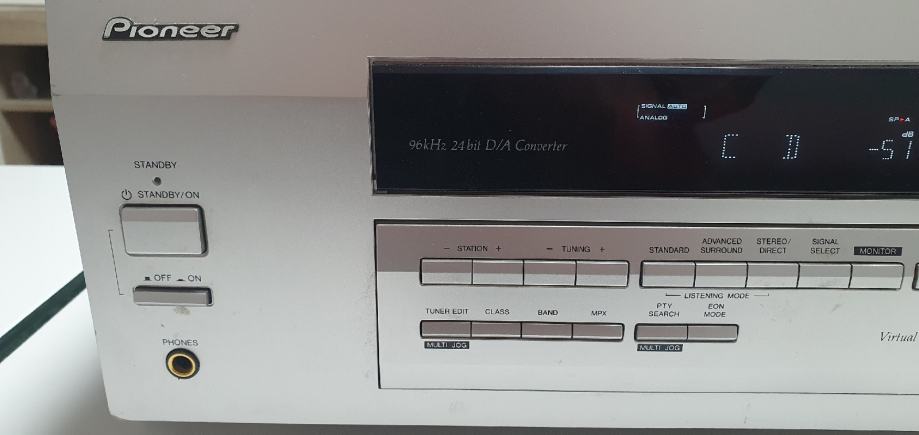 Pioneer
SIGNAL AUTO
ANALOG
SP►A
dB
96kHz 24bit D/A Converter
CD -51
STANDBY
STANDBY/ON
OFF ON
PHONES
– STATION +
– TUNING +
STANDARD
ADVANCED SURROUND
STEREO/ DIRECT
SIGNAL SELECT
MONITOR
LISTENING MODE
TUNER EDIT
CLASS
BAND
MPX
PTY SEARCH
EON MODE
MULTI JOG
MULTI JOG
Virtual